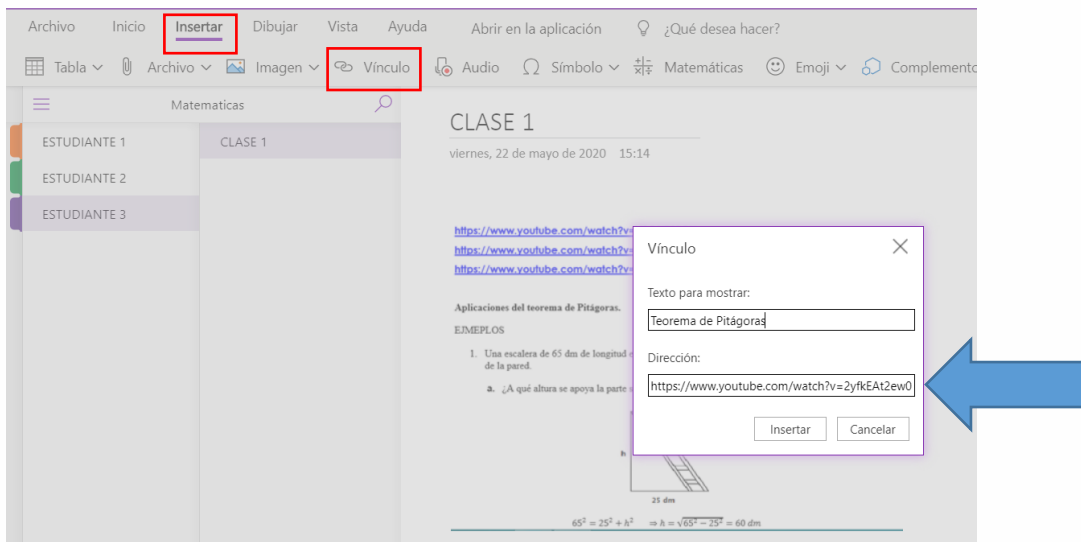 Archivo Inicio Insertar Dibujar Vista Ayuda Abrir en la aplicación ¿Qué desea hacer?
Tabla Archivo Imagen Vínculo Audio Símbolo Matemáticas Emoji Complemento
Matematicas
ESTUDIANTE 1
ESTUDIANTE 2
ESTUDIANTE 3
CLASE 1
CLASE 1
viernes, 22 de mayo de 2020 15:14
https://www.youtube.com/watch?v=
https://www.youtube.com/watch?v=
https://www.youtube.com/watch?v=
Aplicaciones del teorema de Pitágoras.
EJMEPLOS
1. Una escalera de 65 dm de longitud
de la pared.
a. ¿A qué altura se apoya la parte
h
25 dm
65² = 25² + h² ⇒ h = √65² − 25² = 60 dm
Vínculo
Texto para mostrar:
Teorema de Pitágoras
Dirección:
https://www.youtube.com/watch?v=2yfkEAt2ew0
Insertar Cancelar